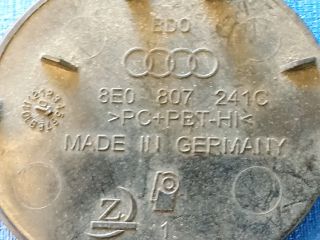 EDO
8E0 807 241C
>PC+PBT-HI<
MADE IN GERMANY
Z
1